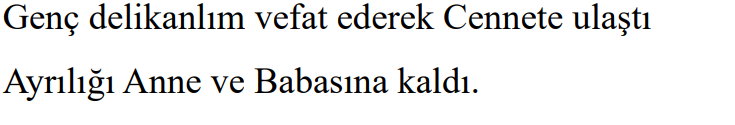 Genç delikanlım vefat ederek Cennete ulaştı
Ayrılığı Anne ve Babasına kaldı.